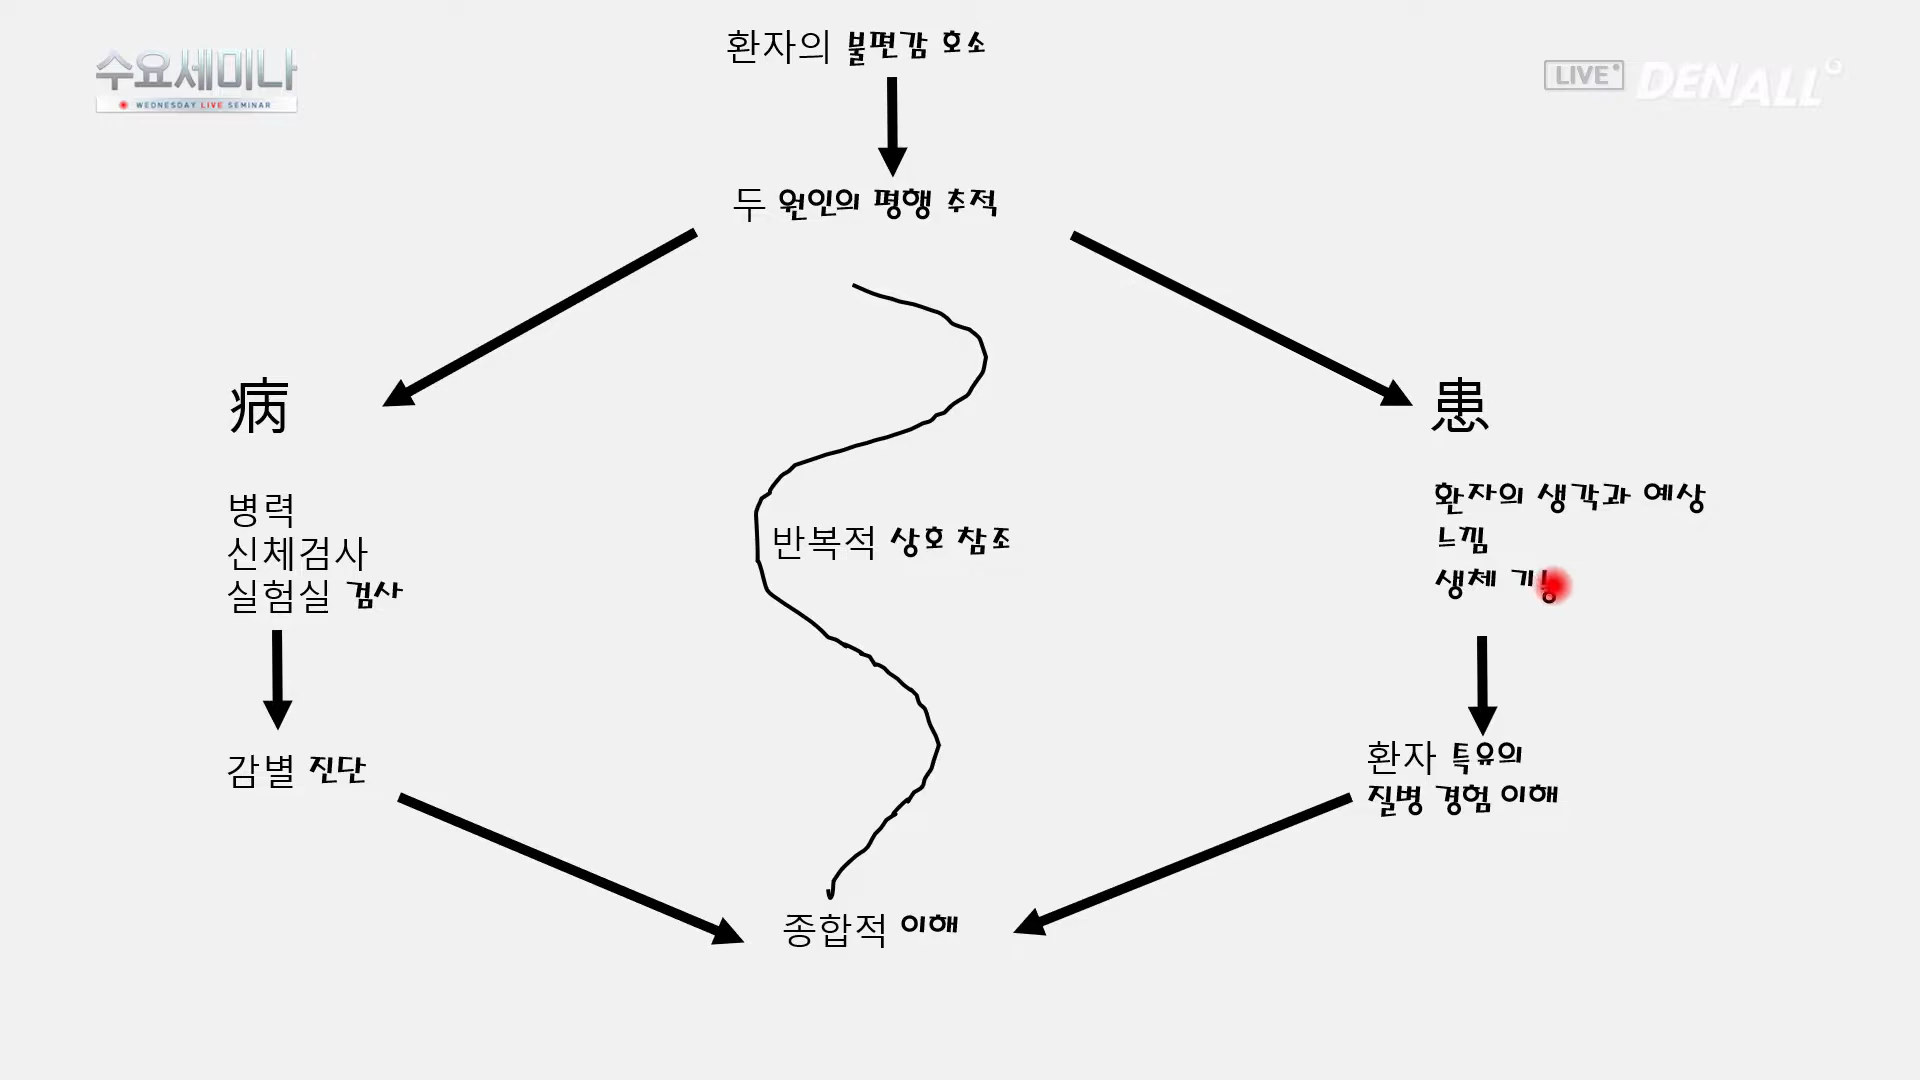 수요세미나
WEDNESDAY LIVE SEMINAR
LIVE
DENALL
환자의 불편감 호소
두 원인의 평행 추적
病
患
병력
신체검사
실험실 검사
환자의 생각과 예상
느낌
생체 기능
반복적 상호 참조
감별 진단
환자 특유의
질병 경험 이해
종합적 이해